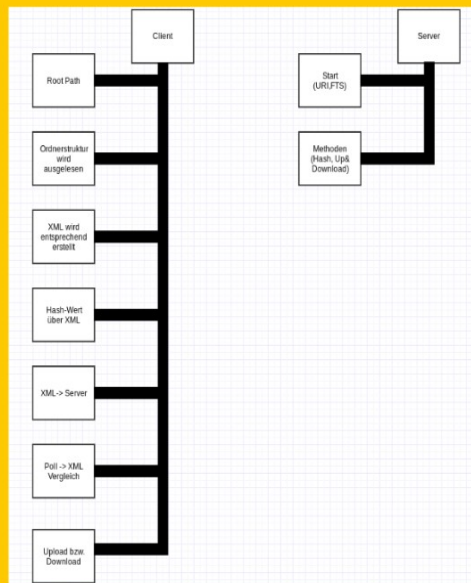 Client
Root Path
Ordnerstruktur
wird
ausgelesen
XML wird
entsprechend
erstellt
Hash-Wert
über XML
XML-> Server
Poll -> XML
Vergleich
Upload bzw.
Download
Server
Start
(URI,FTS)
Methoden
(Hash, Up&
Download)